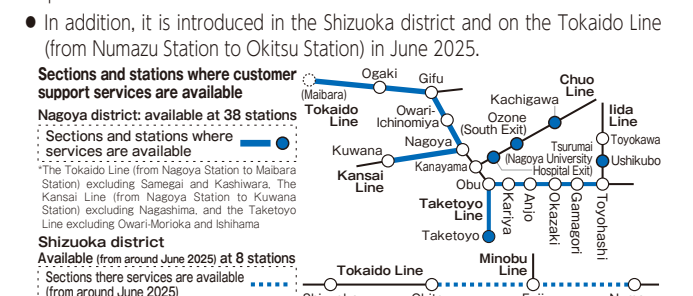 ● In addition, it is introduced in the Shizuoka district and on the Tokaido Line
(from Numazu Station to Okitsu Station) in June 2025.
Sections and stations where customer
support services are available
Nagoya district: available at 38 stations
Sections and stations where
services are available
*The Tokaido Line (from Nagoya Station to Maibara
Station) excluding Samegai and Kashiwara, The
Kansai Line (from Nagoya Station to Kuwana
Station) excluding Nagashima, and the Taketoyo
Line excluding Owari-Morioka and Ishihama
Shizuoka district
Available (from around June 2025) at 8 stations
Sections there services are available
(from around June 2025)
(Maibara)
Ogaki
Gifu
Tokaido
Line
Owari-
Ichinomiya
Kuwana
Nagoya
Kansai
Line
Kanayama
Kachigawa
Chuo
Line
Ozone
(South Exit)
Tsurumai
(Nagoya University
Hospital Exit)
Iida
Line
Toyokawa
Ushikubo
Obu
Taketoyo
Line
Taketoyo
Kariya
Anjo
Okazaki
Gamagori
Toyohashi
Tokaido Line
Minobu
Line